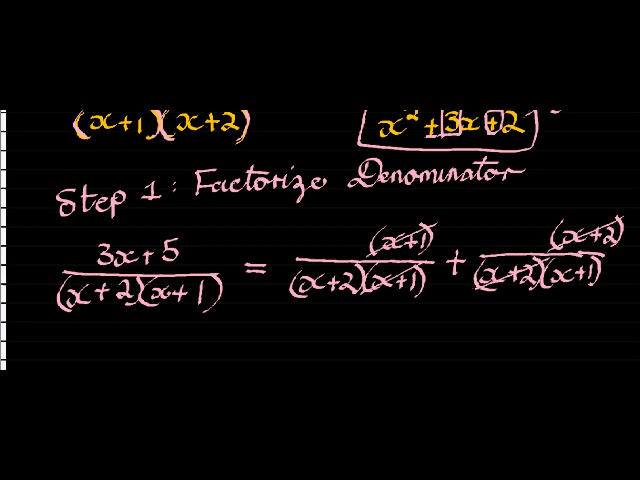 (x+1)(x+2) x² + 3x + 2
Step 1: Factorize Denominator
3x+5 / (x+2)(x+1) = (x+1) / (x+2)(x+1) + (x+2) / (x+2)(x+1)